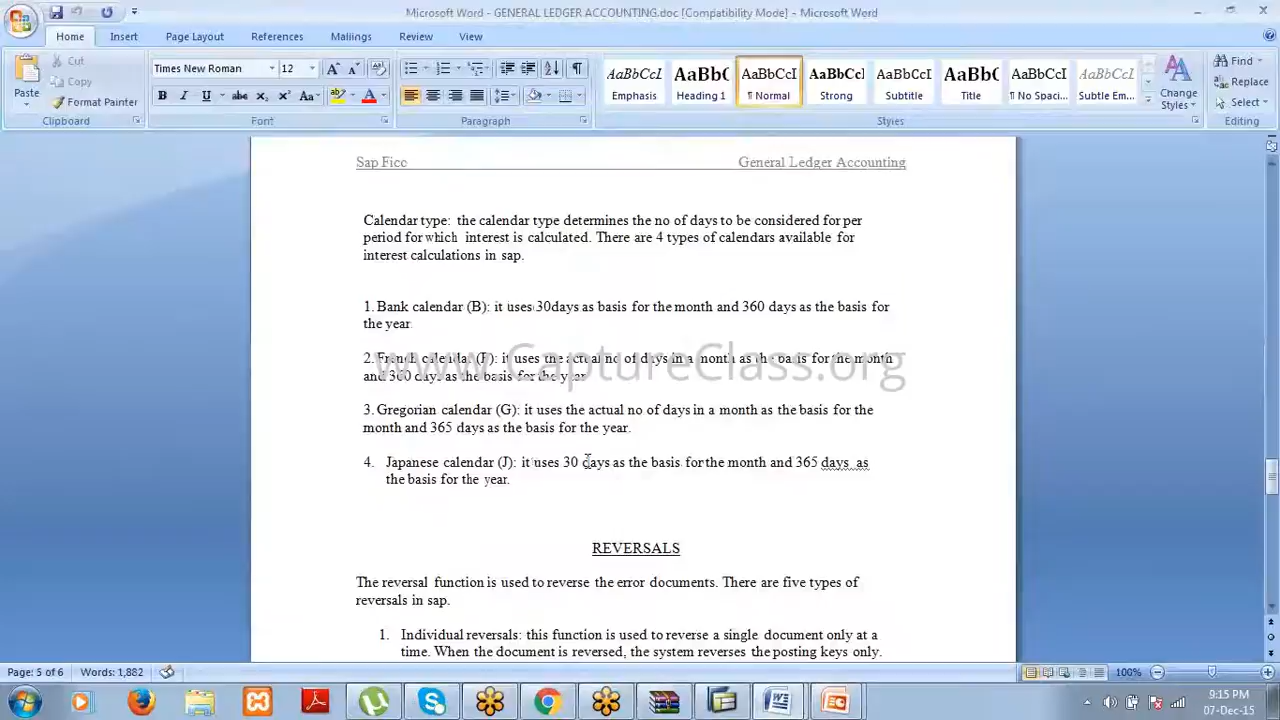 Microsoft Word - GENERAL LEDGER ACCOUNTING.doc [Compatibility Mode] - Microsoft Word
Home Insert Page Layout References Mailings Review View
Cut
Copy
Format Painter
Paste
Clipboard
Times New Roman 12
Font
Paragraph
AaBbCcI AaBbC AaBbCcI AaBbCcI AaBbCcI AaBbC AaBbCcI AaBbCcI
Emphasis Heading 1 ¶ Normal Strong Subtitle Title ¶ No Spaci... Subtle Em...
Change Styles
Styles
Find
Replace
Select
Editing
Sap Fico General Ledger Accounting
Calendar type: the calendar type determines the no of days to be considered for per
period for which interest is calculated. There are 4 types of calendars available for
interest calculations in sap.
1. Bank calendar (B): it uses 30days as basis for the month and 360 days as the basis for
the year.
2. French calendar (F): it uses the actual no of days in a month as the basis for the month
and 360 days as the basis for the year
www.CaptureClass.org
3. Gregorian calendar (G): it uses the actual no of days in a month as the basis for the
month and 365 days as the basis for the year.
4. Japanese calendar (J): it uses 30 days as the basis for the month and 365 days as
the basis for the year.
REVERSALS
The reversal function is used to reverse the error documents. There are five types of
reversals in sap.
1. Individual reversals: this function is used to reverse a single document only at a
time. When the document is reversed, the system reverses the posting keys only.
Page: 5 of 6 Words: 1,882 100%
9:15 PM
07-Dec-15